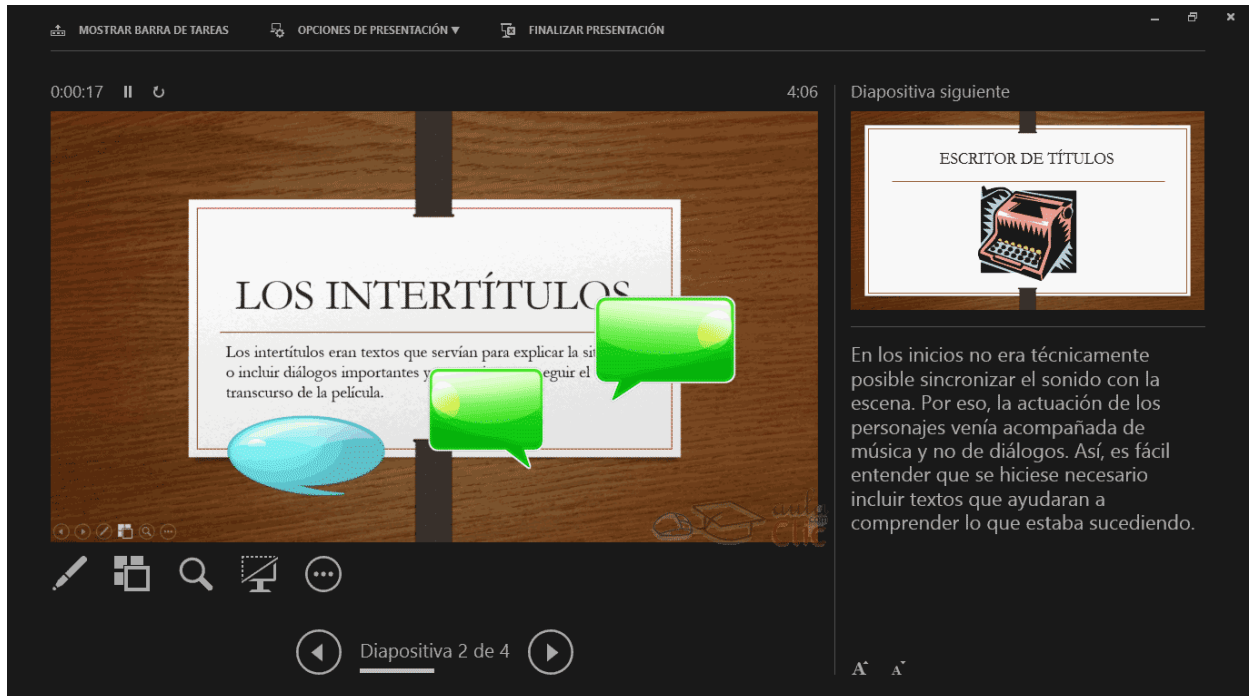 MOSTRAR BARRA DE TAREAS
OPCIONES DE PRESENTACIÓN ▼
FINALIZAR PRESENTACIÓN
0:00:17
4:06
LOS INTERTÍTULOS
Los intertítulos eran textos que servían para explicar la
o incluir diálogos importantes
transcurso de la película.
aula
Clic
.com
Diapositiva 2 de 4
Diapositiva siguiente
ESCRITOR DE TÍTULOS
En los inicios no era técnicamente
posible sincronizar el sonido con la
escena. Por eso, la actuación de los
personajes venía acompañada de
música y no de diálogos. Así, es fácil
entender que se hiciese necesario
incluir textos que ayudaran a
comprender lo que estaba sucediendo.
A A